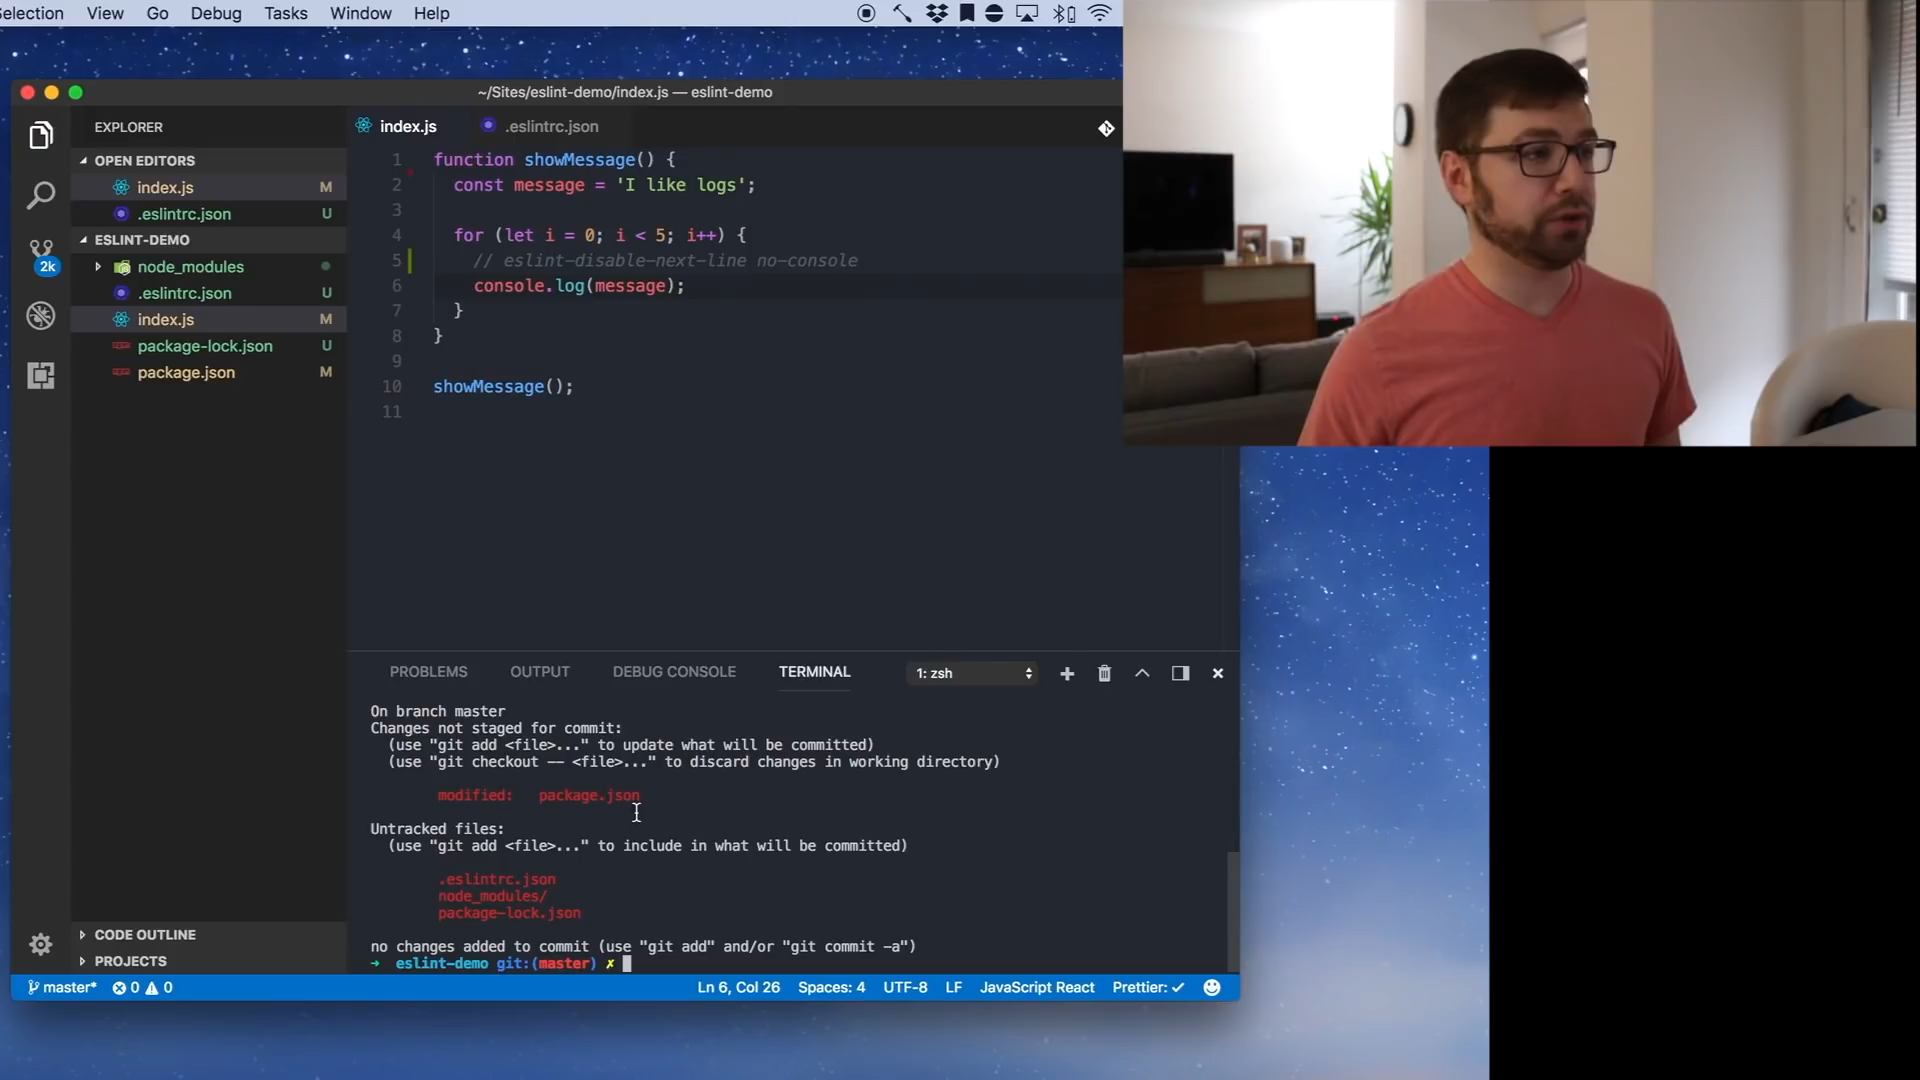 Selection View Go Debug Tasks Window Help
~/Sites/eslint-demo/index.js — eslint-demo
EXPLORER
OPEN EDITORS
index.js M
.eslintrc.json U
ESLINT-DEMO
2k
node_modules
.eslintrc.json U
index.js M
package-lock.json U
package.json M
CODE OUTLINE
PROJECTS
index.js .eslintrc.json
1 function showMessage() {
2 const message = 'I like logs';
3
4 for (let i = 0; i < 5; i++) {
5 // eslint-disable-next-line no-console
6 console.log(message);
7 }
8 }
9
10 showMessage();
11
PROBLEMS OUTPUT DEBUG CONSOLE TERMINAL 1: zsh
On branch master
Changes not staged for commit:
(use "git add <file>..." to update what will be committed)
(use "git checkout -- <file>..." to discard changes in working directory)
modified: package.json
Untracked files:
(use "git add <file>..." to include in what will be committed)
.eslintrc.json
node_modules/
package-lock.json
no changes added to commit (use "git add" and/or "git commit -a")
➜ eslint-demo git:(master) ✗
master* 0 0 Ln 6, Col 26 Spaces: 4 UTF-8 LF JavaScript React Prettier: ✓